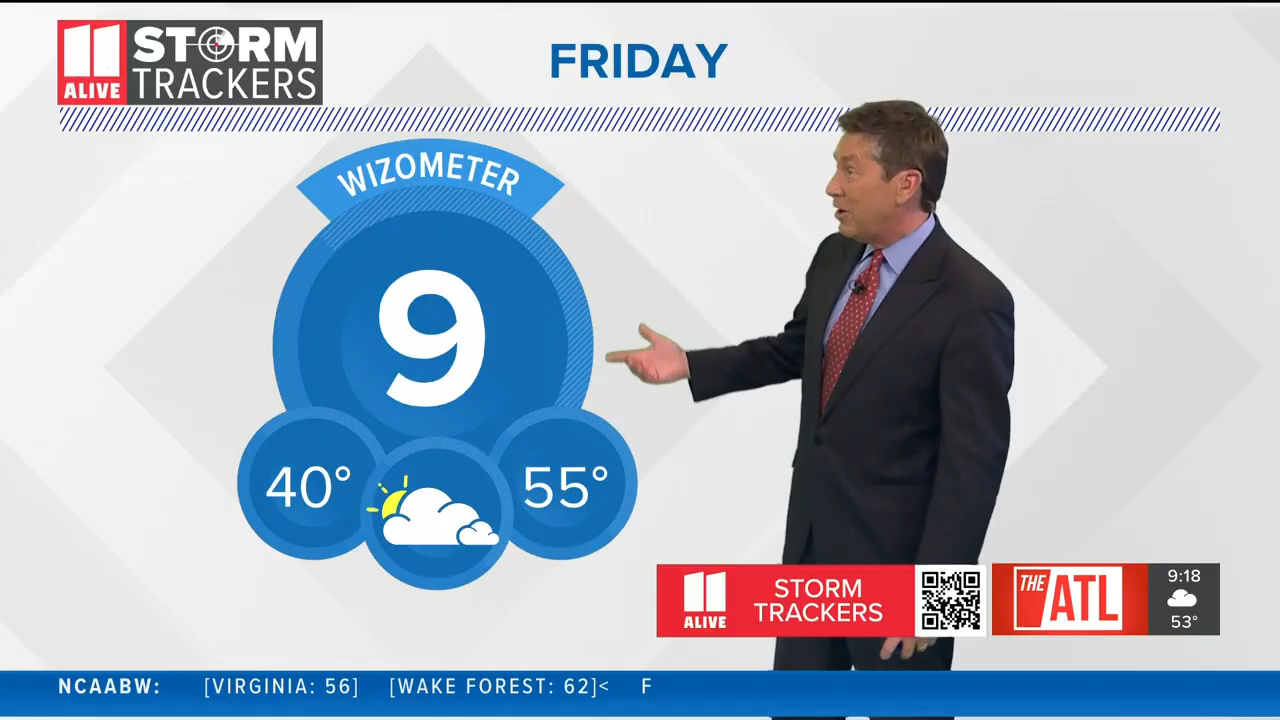 11 ALIVE
STORM
TRACKERS
FRIDAY
WIZOMETER
9
40°
55°
11 ALIVE
STORM
TRACKERS
THE ATL
9:18
53°
NCAABW: [VIRGINIA: 56] [WAKE FOREST: 62]< F